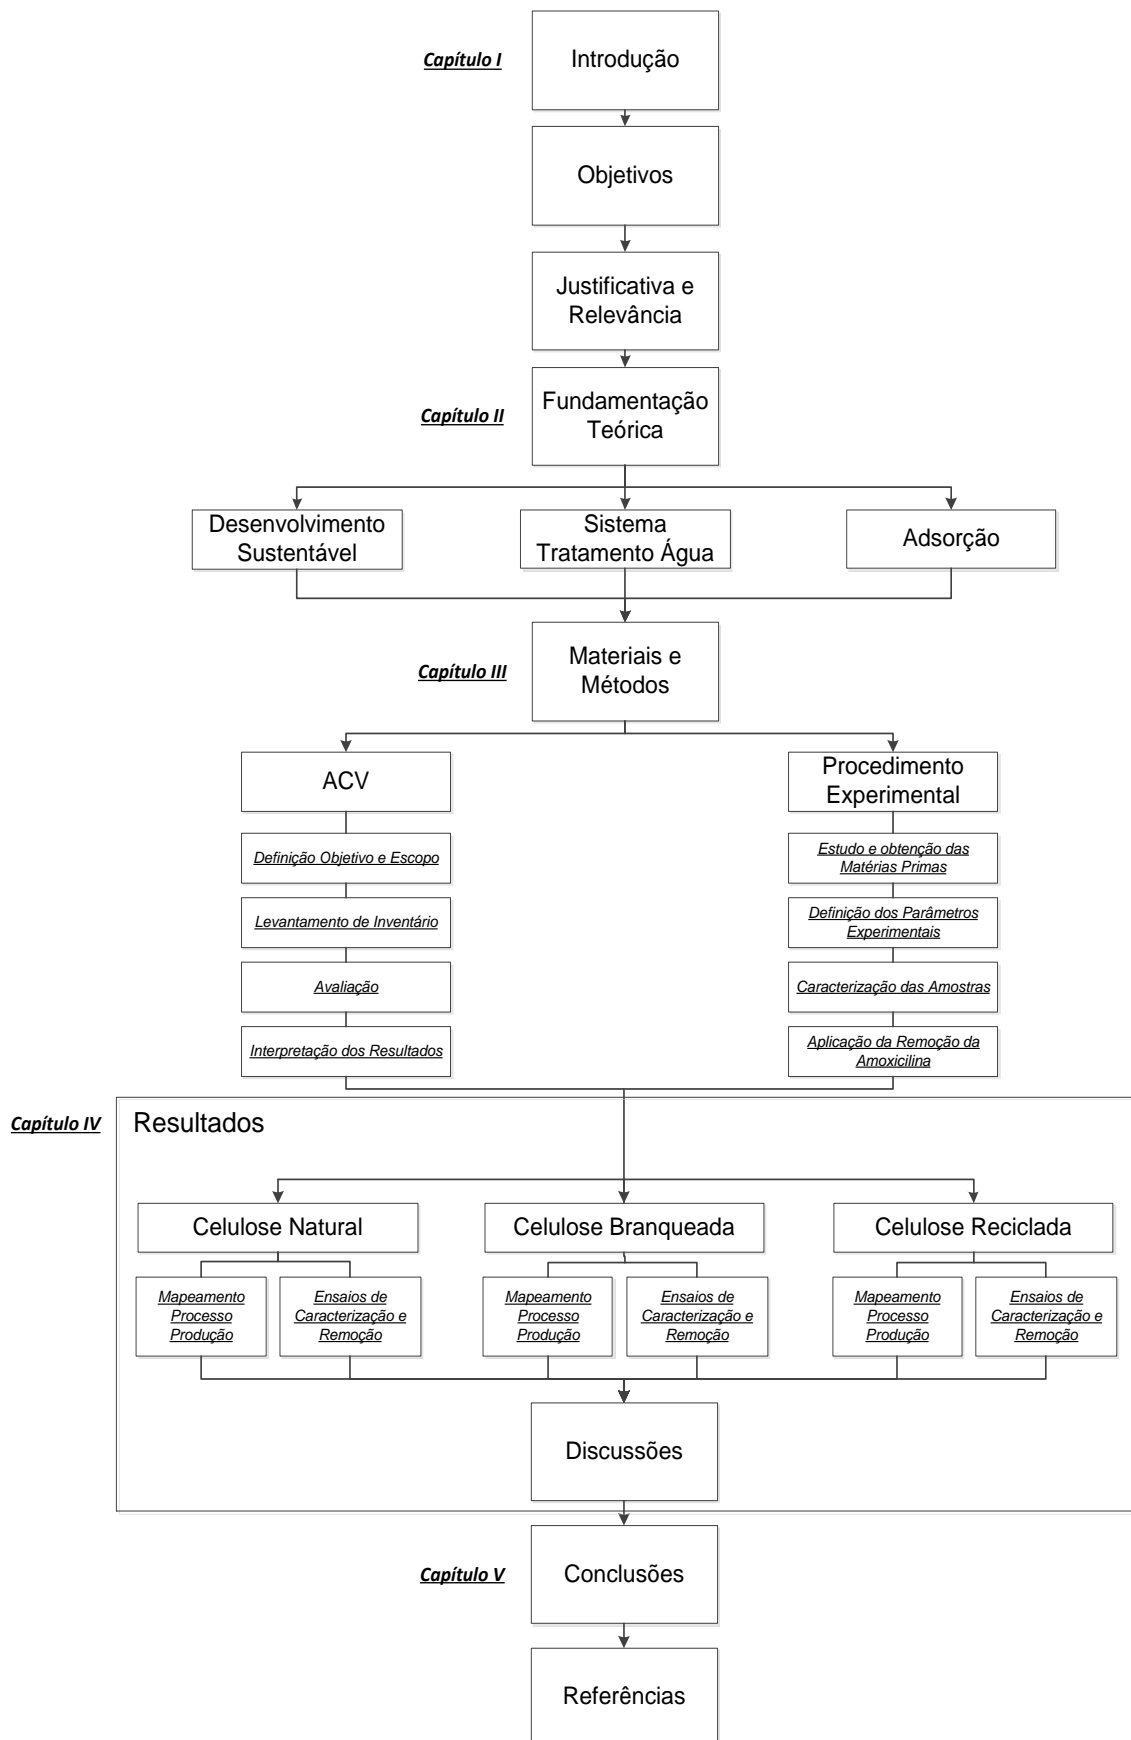 Capítulo I
Introdução
Objetivos
Justificativa e
Relevância
Capítulo II
Fundamentação
Teórica
Desenvolvimento
Sustentável
Sistema
Tratamento Água
Adsorção
Capítulo III
Materiais e
Métodos
ACV
Definição Objetivo e Escopo
Levantamento de Inventário
Avaliação
Interpretação dos Resultados
Procedimento
Experimental
Estudo e obtenção das
Matérias Primas
Definição dos Parâmetros
Experimentais
Caracterização das Amostras
Aplicação da Remoção da
Amoxicilina
Capítulo IV
Resultados
Celulose Natural
Mapeamento
Processo
Produção
Ensaios de
Caracterização e
Remoção
Celulose Branqueada
Mapeamento
Processo
Produção
Ensaios de
Caracterização e
Remoção
Celulose Reciclada
Mapeamento
Processo
Produção
Ensaios de
Caracterização e
Remoção
Discussões
Capítulo V
Conclusões
Referências